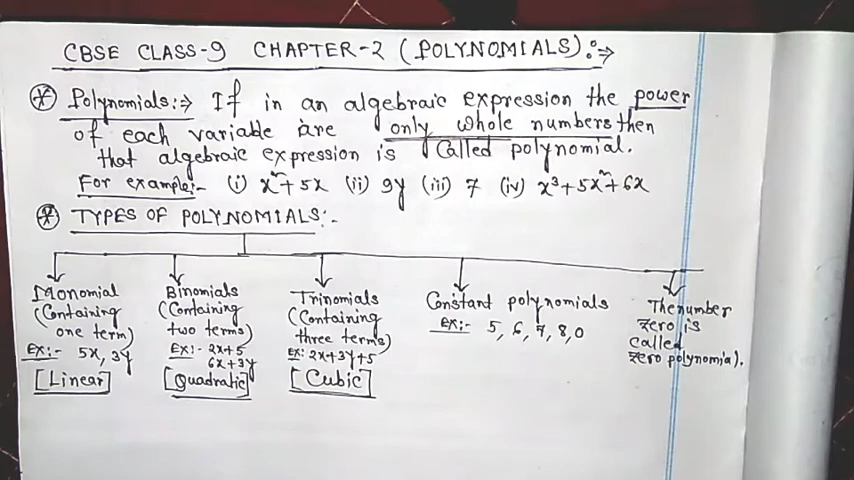 CBSE CLASS-9 CHAPTER-2 (POLYNOMIALS):⇒
Polynomials:⇒ If in an algebraic expression the power
of each variable are only whole numbers then
that algebraic expression is called polynomial.
For example:- (i) x²+5x (ii) 9y (iii) 7 (iv) x³+5x²+6x
TYPES OF POLYNOMIALS:-
Monomial
(Containing
one term)
Ex:- 5x, 3y
[Linear]
Binomials
(Containing
two terms)
Ex:- 2x+5
6x+3y
[Quadratic]
Trinomials
(Containing
three terms)
Ex: 2x+3y+5
[Cubic]
Constant polynomials
Ex:- 5, 6, 7, 8, 0
The number
zero is
called
zero polynomial.